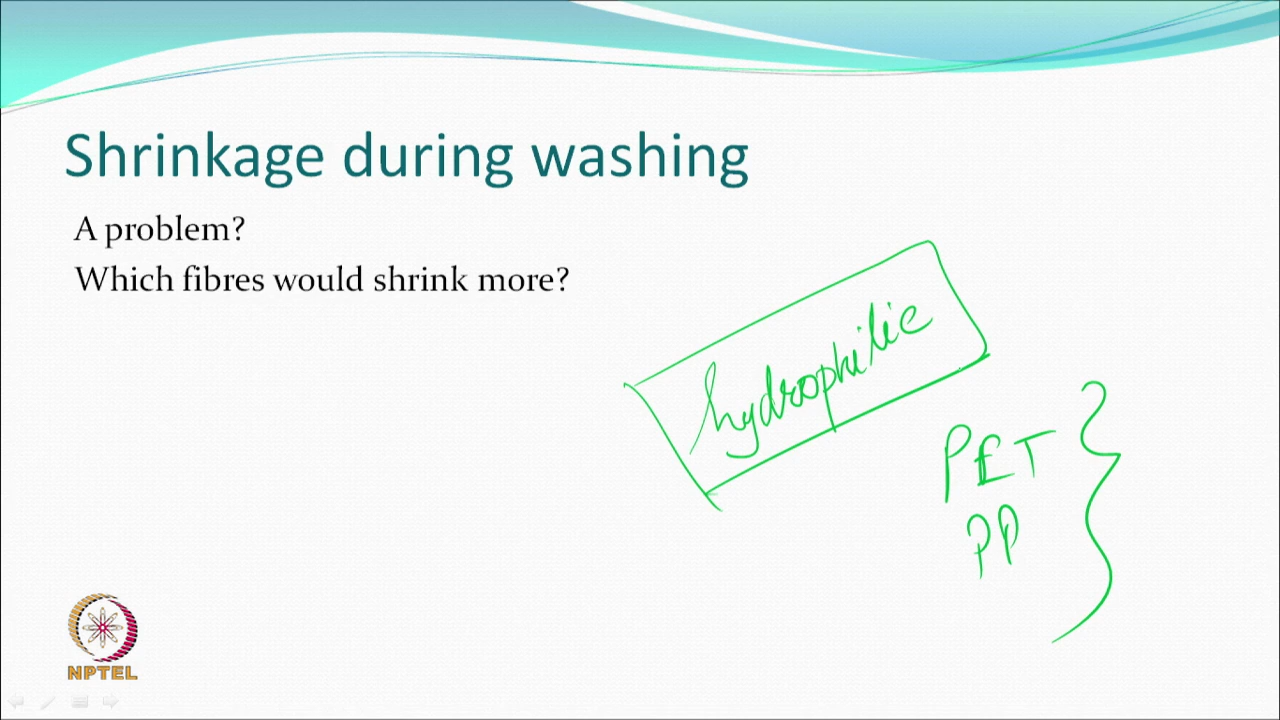 Shrinkage during washing
A problem?
Which fibres would shrink more?
hydrophilic
PET
PP
NPTEL